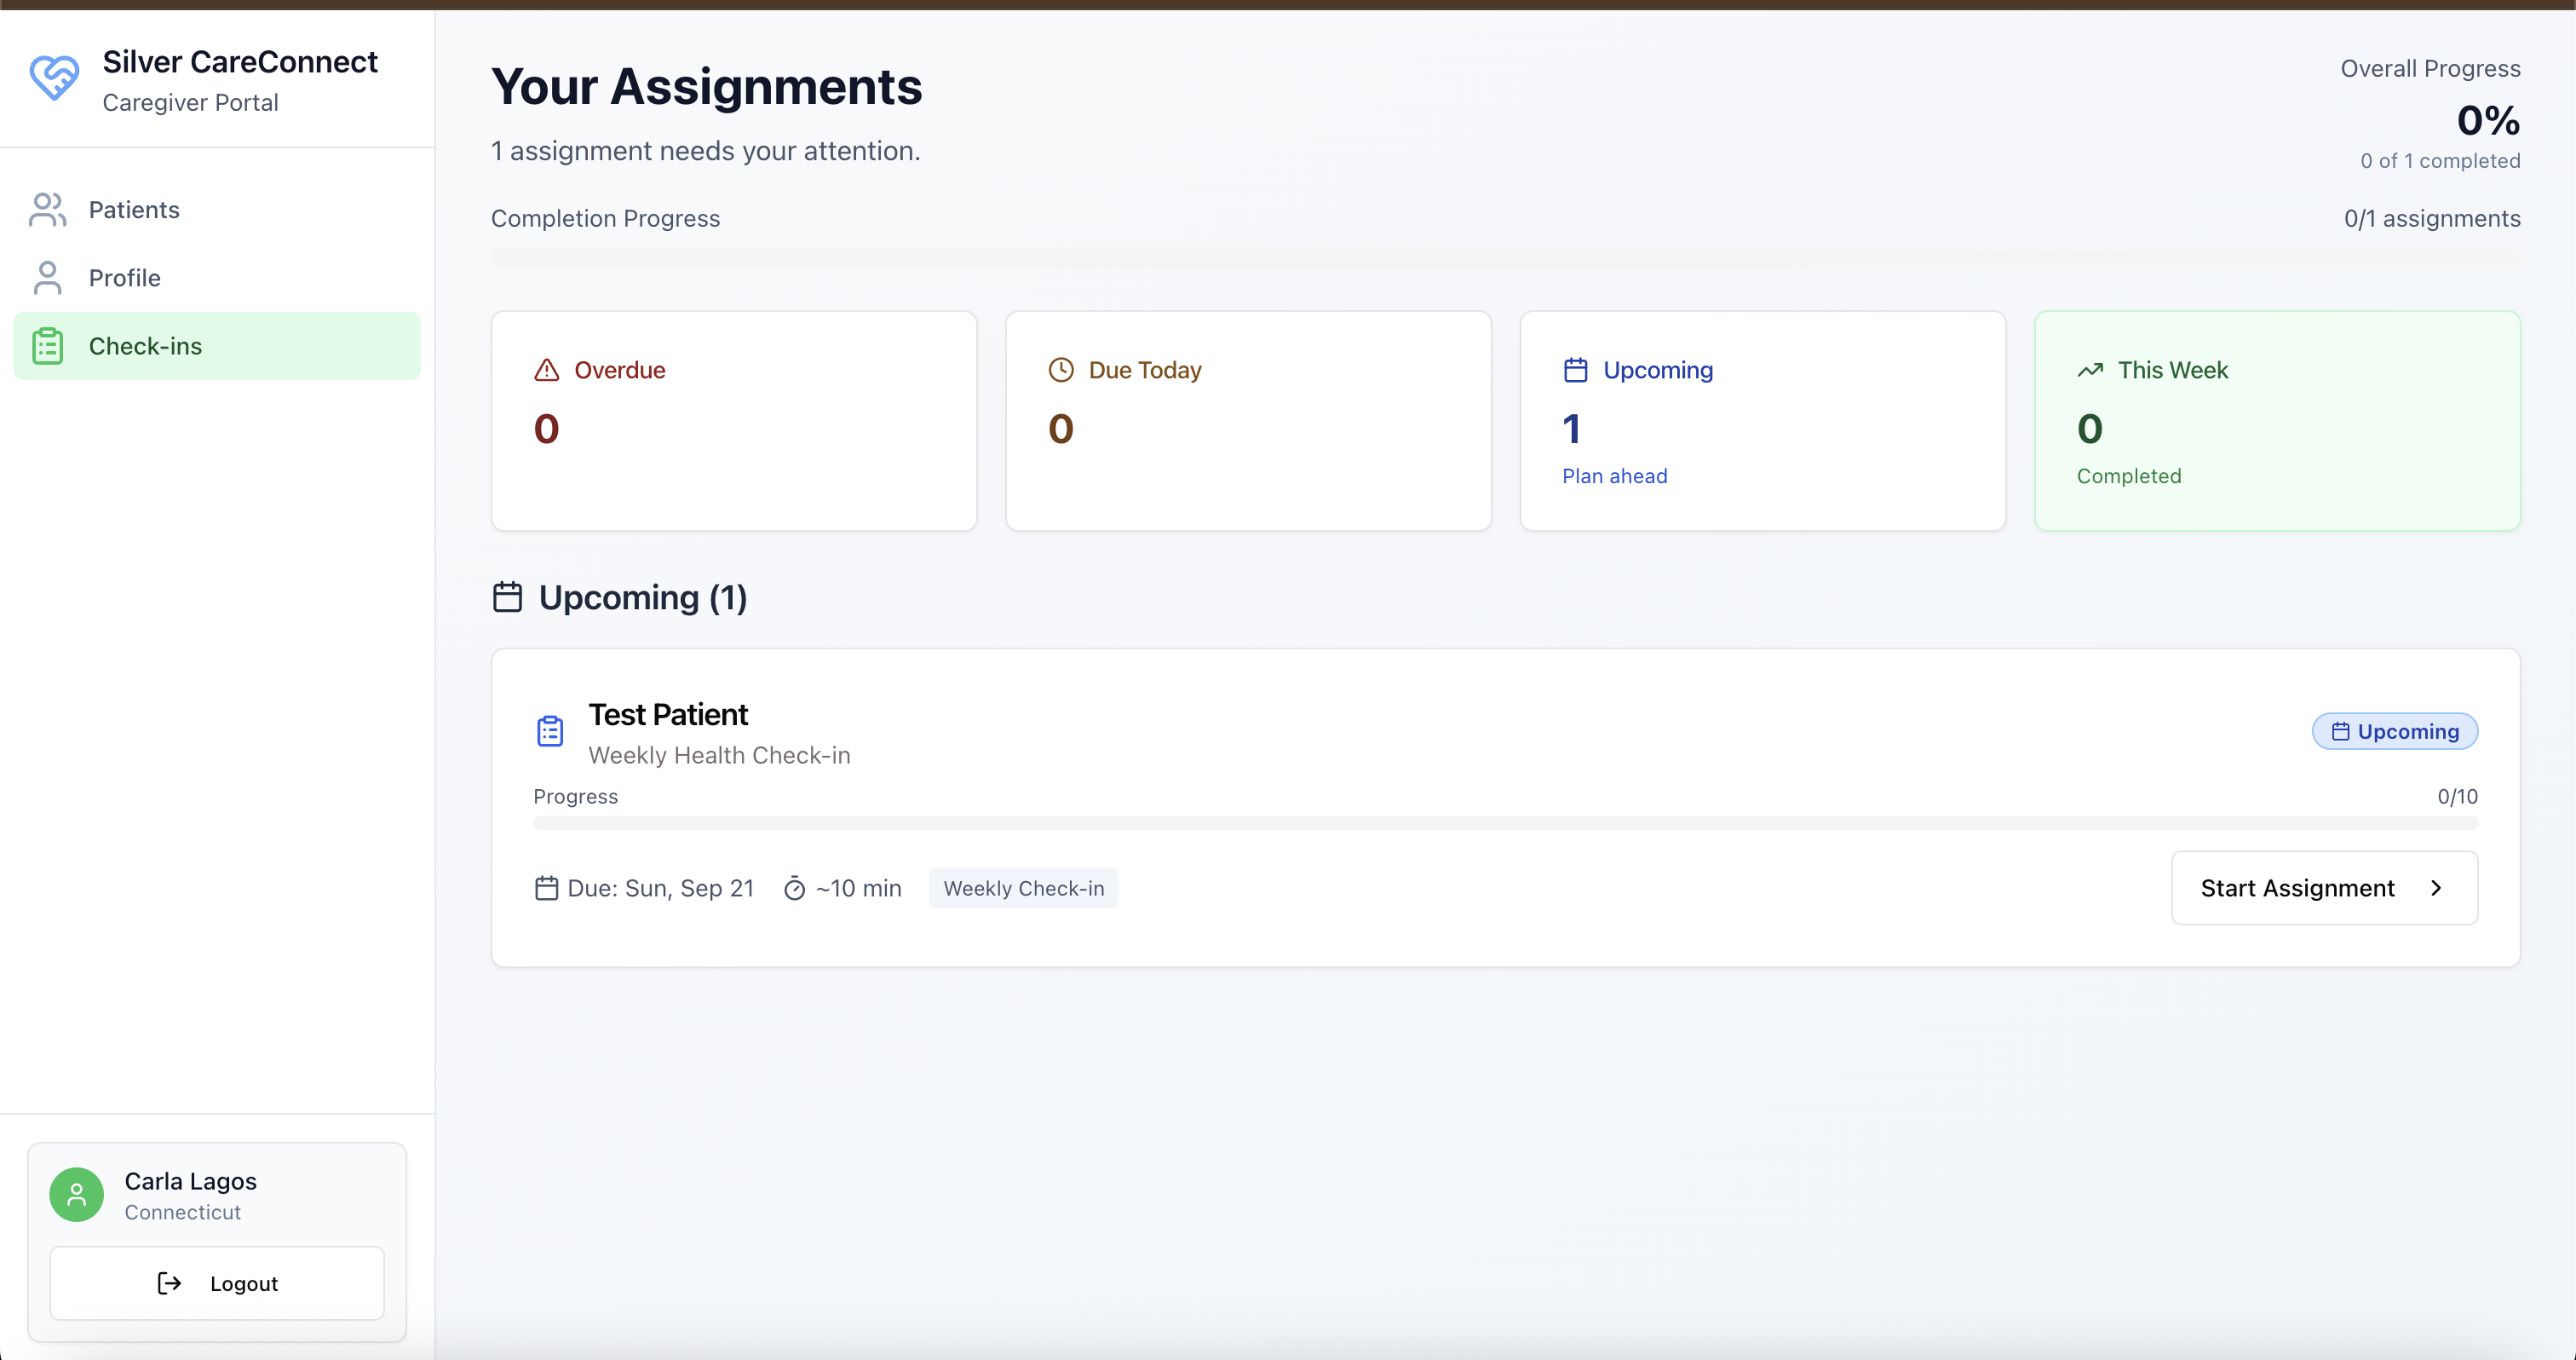 Silver CareConnect
Caregiver Portal
Patients
Profile
Check-ins
Carla Lagos
Connecticut
Logout
Your Assignments
1 assignment needs your attention.
Overall Progress
0%
0 of 1 completed
Completion Progress
0/1 assignments
Overdue
0
Due Today
0
Upcoming
1
Plan ahead
This Week
0
Completed
Upcoming (1)
Test Patient
Weekly Health Check-in
Upcoming
Progress
0/10
Due: Sun, Sep 21
~10 min
Weekly Check-in
Start Assignment